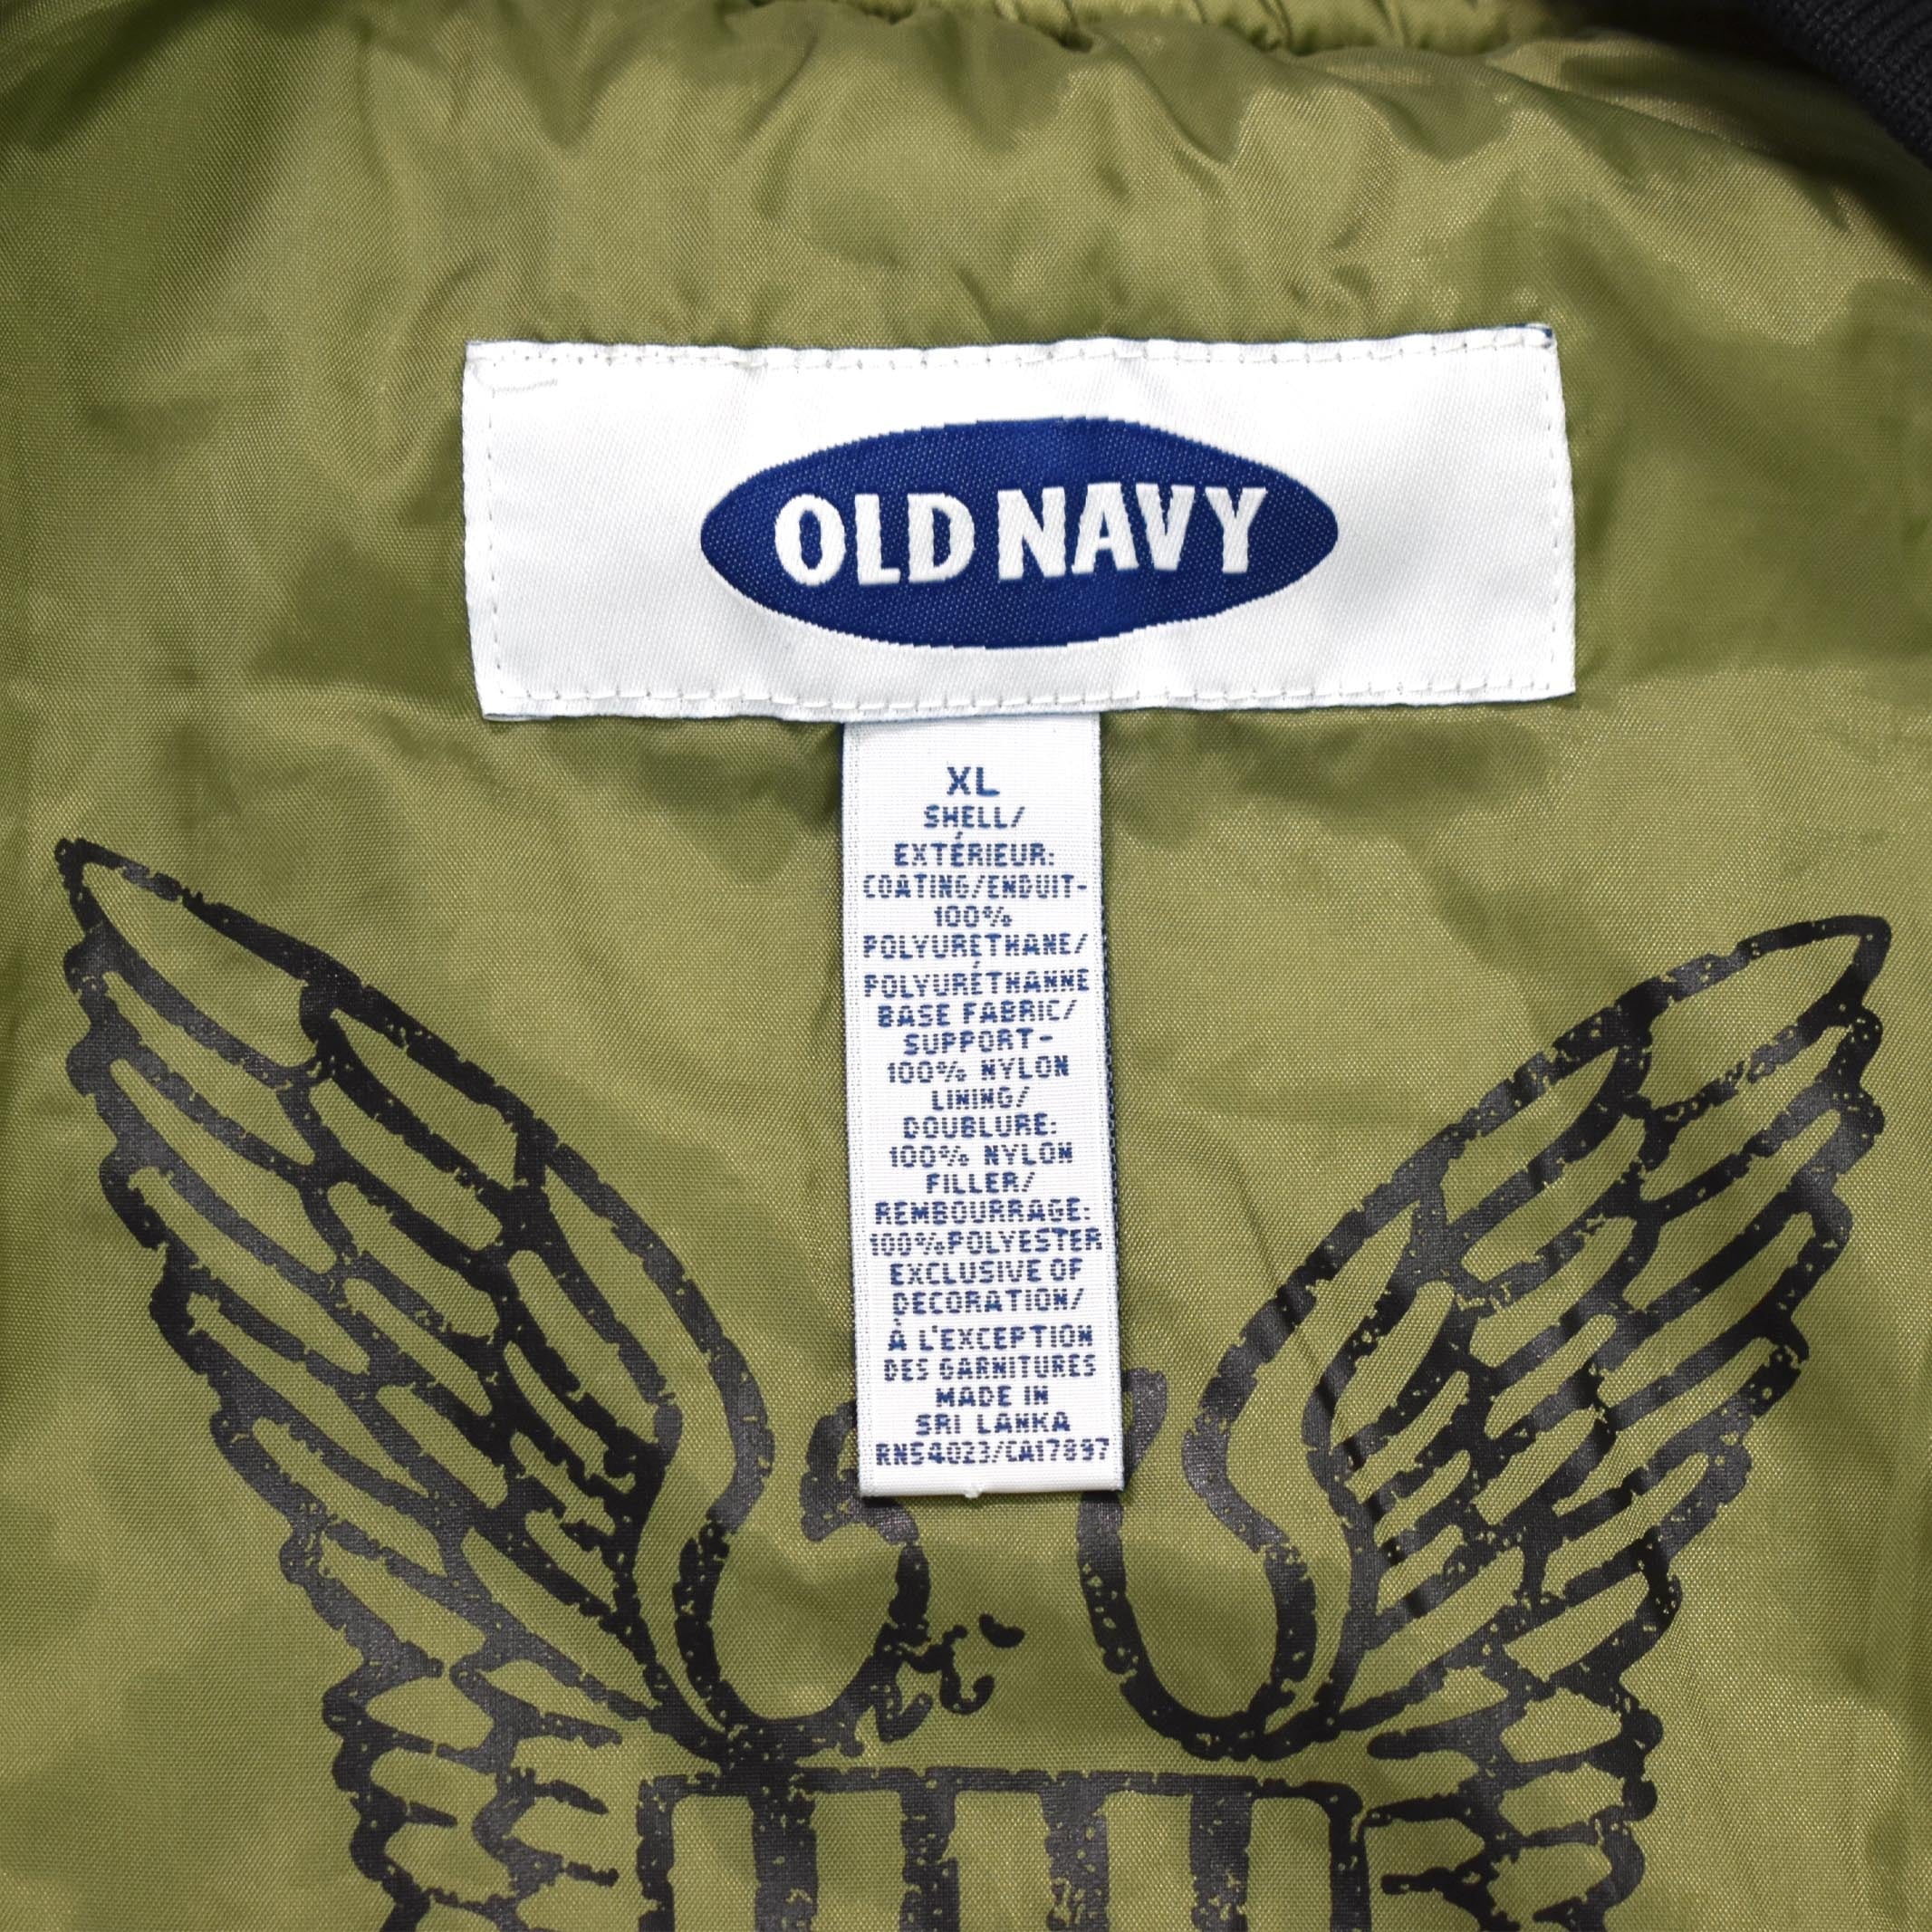 OLD NAVY
XL
SHELL/
EXTÉRIEUR:
COATING/ENDUIT-
100%
POLYURETHANE/
POLYURÉTHANNE
BASE FABRIC/
SUPPORT-
100% NYLON
LINING/
DOUBLURE:
100% NYLON
FILLER/
REMBOURRAGE:
100%POLYESTER
EXCLUSIVE OF
DECORATION/
À L'EXCEPTION
DES GARNITURES
MADE IN
SRI LANKA
RN54023/CA17897